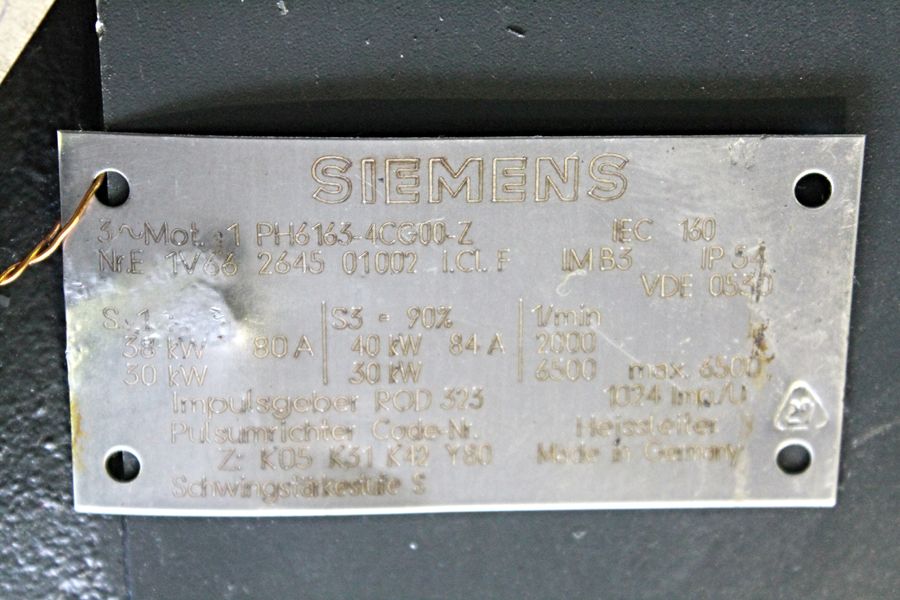 SIEMENS
3~Mot. 1 PH6163-4CG00-Z IEC 160
Nr.E 1V66 2645 01002 I.Cl. F IM B3 IP 54
VDE 0530
S 1 S3 - 90% 1/min
38 kW 80 A 40 kW 84 A 2000
30 kW 30 kW 6500 max. 6500
Impulsgeber ROD 323 1024 Imp./U
Pulsumrichter Code-Nr. Heissleiter
Z: K05 K31 K42 Y80 Made in Germany
Schwingstärkestufe S